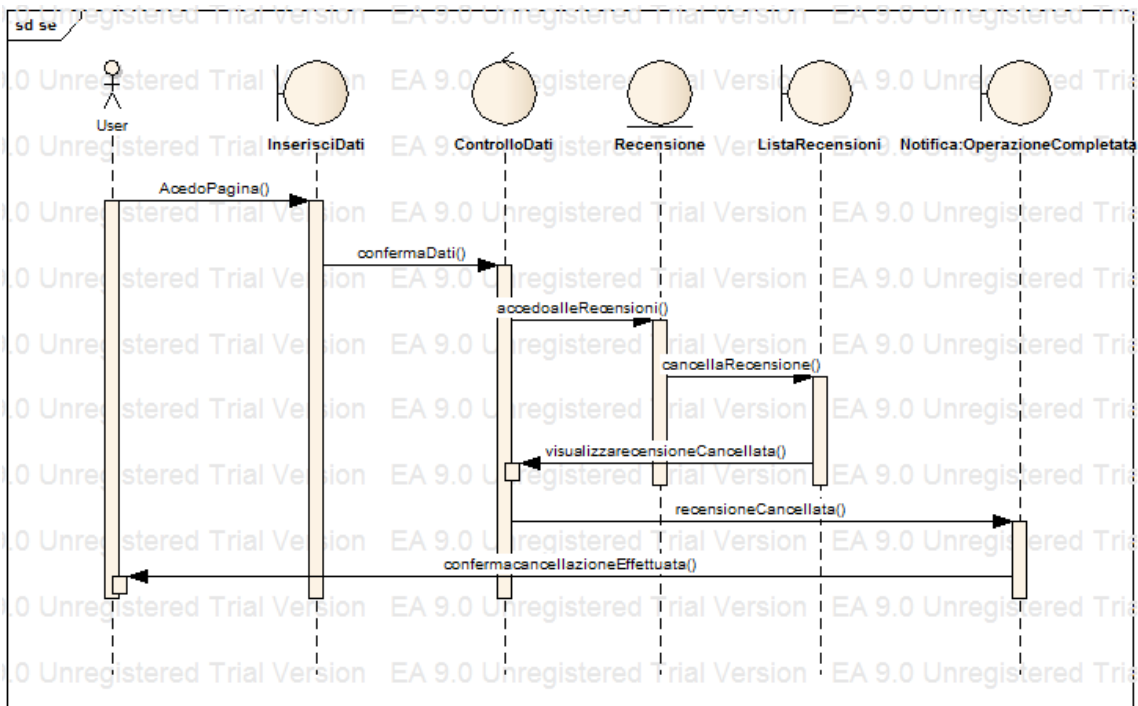 sd se
User
InserisciDati
ControlloDati
Recensione
ListaRecensioni
Notifica:OperazioneCompletata
AcedoPagina()
confermaDati()
accedoalleRecensioni()
cancellaRecensione()
visualizzarecensioneCancellata()
recensioneCancellata()
confermacancellazioneEffettuata()
EA 9.0 Unregistered Trial Version